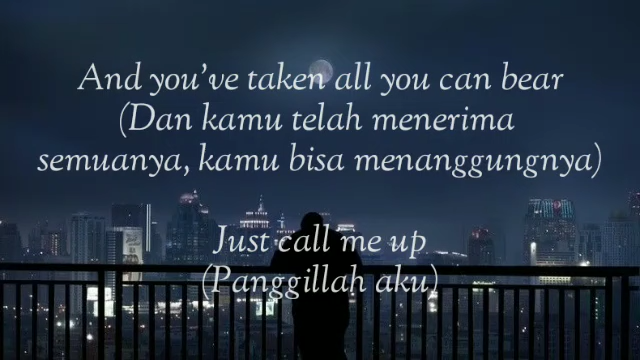 And you've taken all you can bear
(Dan kamu telah menerima
semuanya, kamu bisa menanggungnya)
Just call me up
(Panggillah aku)